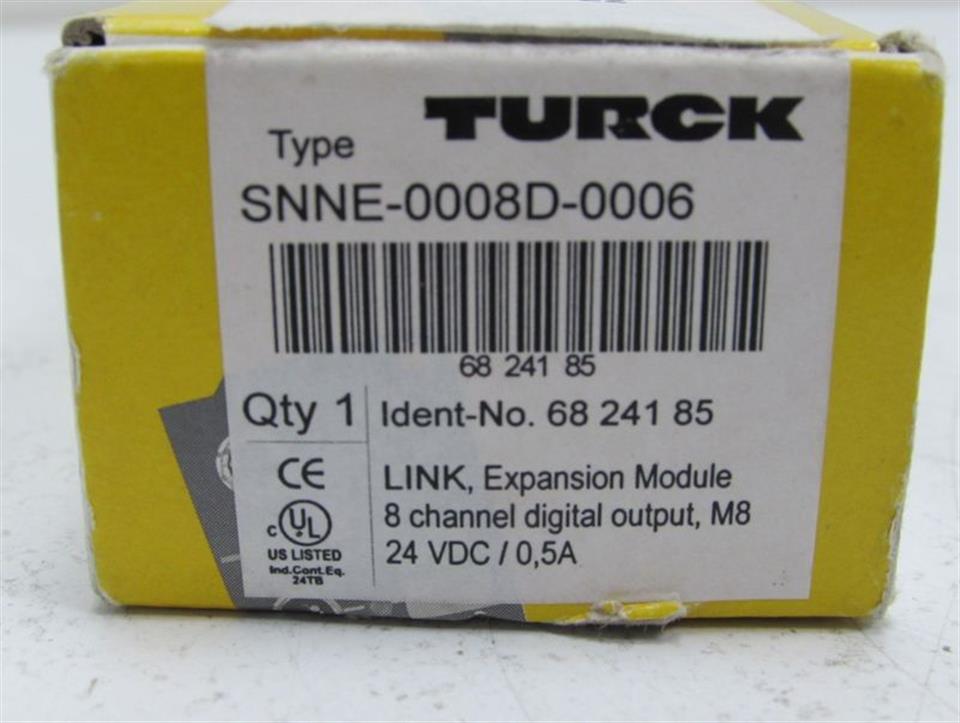 TURCK
Type
SNNE-0008D-0006
68 241 85
Qty 1
Ident-No. 68 241 85
CE
c UL
US LISTED
Ind.Cont.Eq.
24TB
LINK, Expansion Module
8 channel digital output, M8
24 VDC / 0,5A